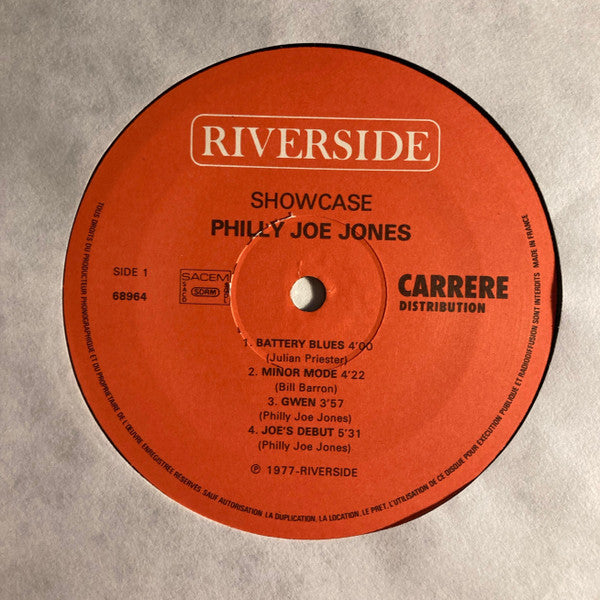 RIVERSIDE
SHOWCASE
PHILLY JOE JONES
SIDE 1
68964
SACEM
SDRM
CARRERE
DISTRIBUTION
1. BATTERY BLUES 4'00
(Julian Priester)
2. MINOR MODE 4'22
(Bill Barron)
3. GWEN 3'57
(Philly Joe Jones)
4. JOE'S DEBUT 5'31
(Philly Joe Jones)
℗ 1977-RIVERSIDE
TOUS DROITS DU PRODUCTEUR PHONOGRAPHIQUE ET DU PROPRIETAIRE DE L'ŒUVRE ENREGISTREE RESERVES SAUF AUTORISATION LA DUPLICATION, LA LOCATION, LE PRET, L'UTILISATION DE CE DISQUE POUR EXECUTION PUBLIQUE ET RADIODIFFUSION SONT INTERDITS MADE IN FRANCE